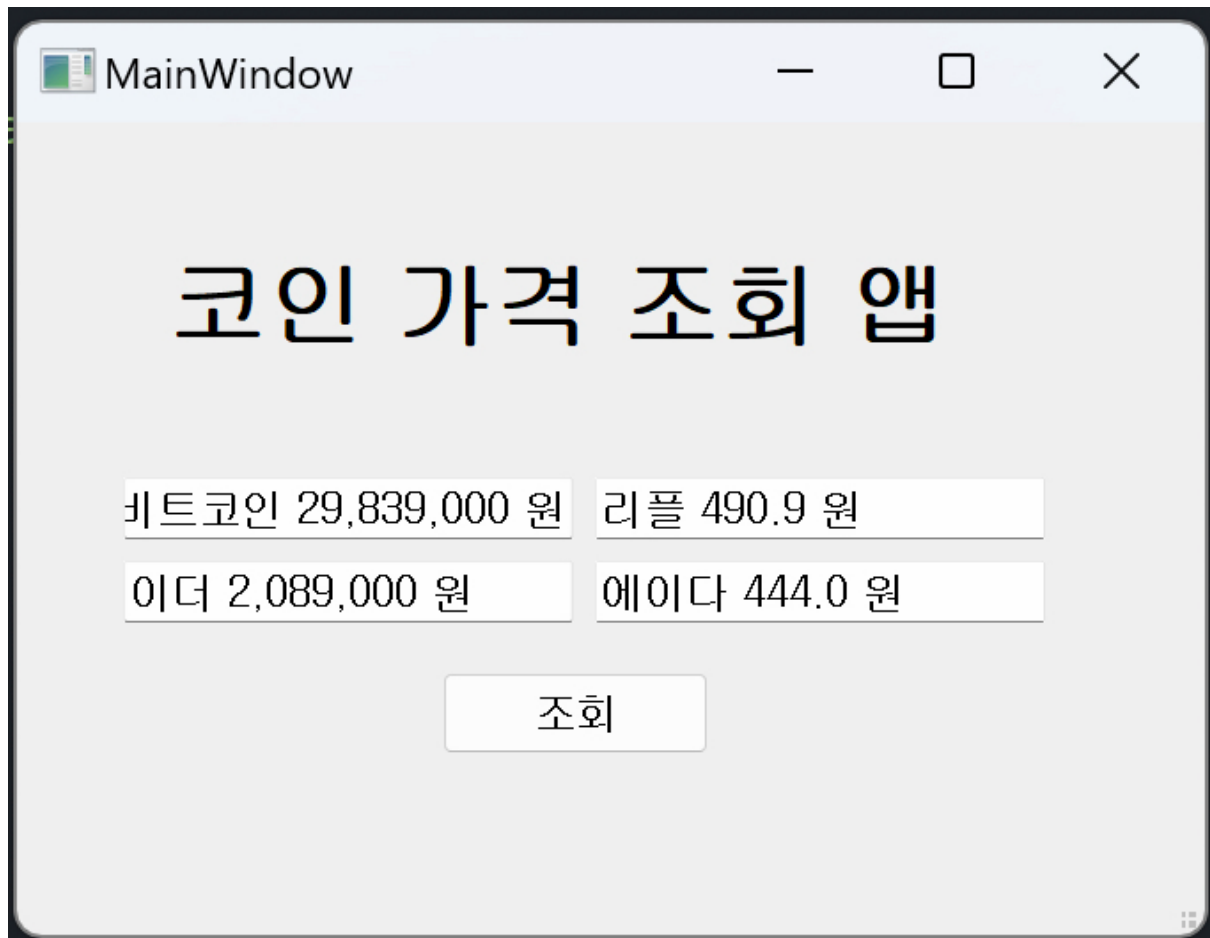 MainWindow
코인 가격 조회 앱
비트코인 29,839,000 원
리플 490.9 원
이더 2,089,000 원
에이다 444.0 원
조회